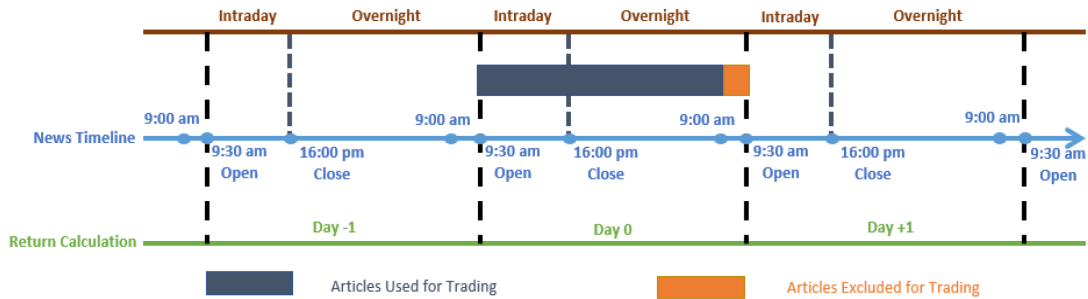 Intraday Overnight Intraday Overnight Intraday Overnight
9:00 am 9:00 am 9:00 am 9:00 am
News Timeline
9:30 am 16:00 pm 9:30 am 16:00 pm 9:30 am 16:00 pm 9:30 am
Open Close Open Close Open Close Open
Day -1 Day 0 Day +1
Return Calculation
Articles Used for Trading Articles Excluded for Trading